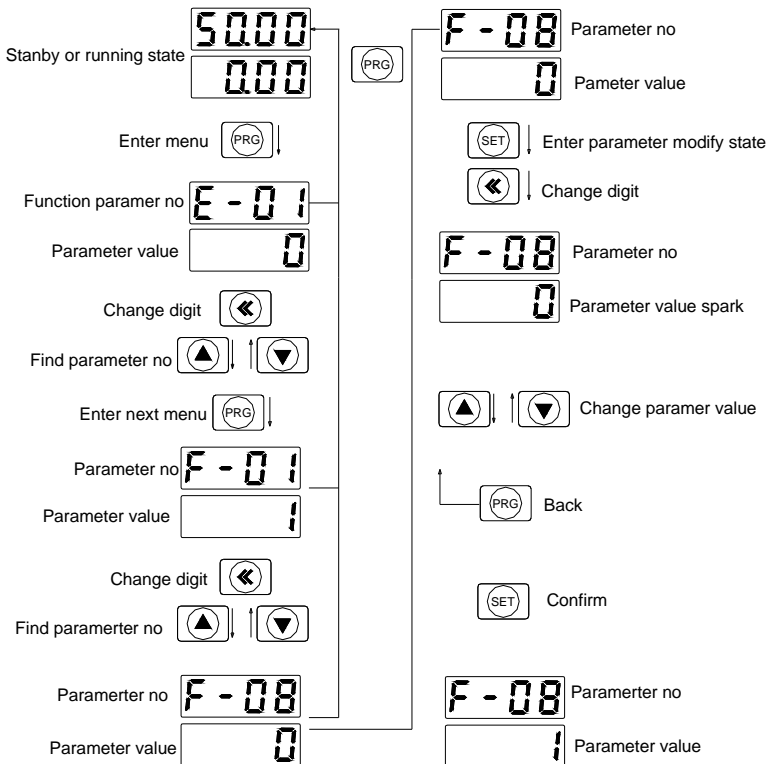 50.00
Stanby or running state
0.00
PRG
Enter menu PRG
Function paramer no E-01
Parameter value 0
Change digit
Find parameter no
Enter next menu PRG
Parameter no F-01
Parameter value 1
Change digit
Find paramerter no
Paramerter no F-08
Parameter value 0
F-08 Parameter no
0 Pameter value
SET Enter parameter modify state
Change digit
F-08 Parameter no
0 Parameter value spark
Change paramer value
PRG Back
SET Confirm
F-08 Paramerter no
1 Parameter value